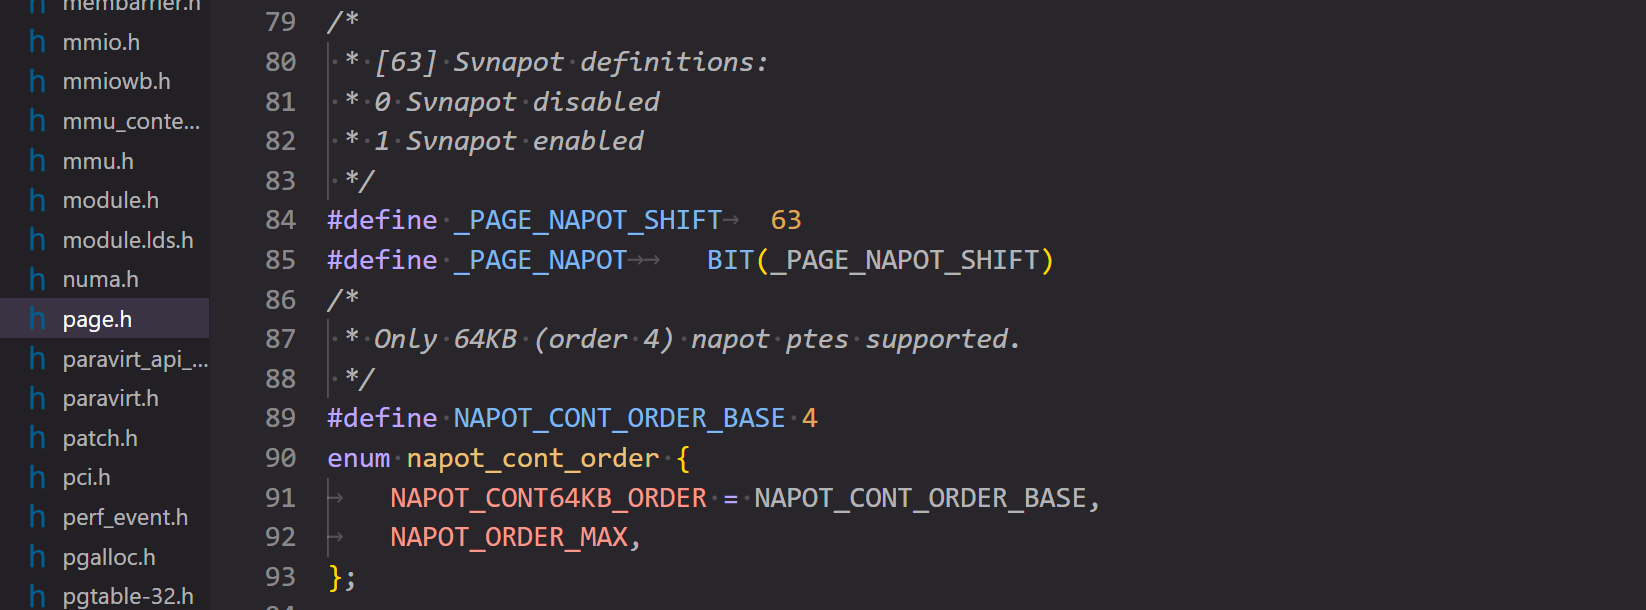 membarrier.h
mmio.h
mmiowb.h
mmu_conte...
mmu.h
module.h
module.lds.h
numa.h
page.h
paravirt_api_...
paravirt.h
patch.h
pci.h
perf_event.h
pgalloc.h
pgtable-32.h
79 /*
80 * [63] Svnapot definitions:
81 * 0 Svnapot disabled
82 * 1 Svnapot enabled
83 */
84 #define _PAGE_NAPOT_SHIFT 63
85 #define _PAGE_NAPOT BIT(_PAGE_NAPOT_SHIFT)
86 /*
87 * Only 64KB (order 4) napot ptes supported.
88 */
89 #define NAPOT_CONT_ORDER_BASE 4
90 enum napot_cont_order {
91 NAPOT_CONT64KB_ORDER = NAPOT_CONT_ORDER_BASE,
92 NAPOT_ORDER_MAX,
93 };